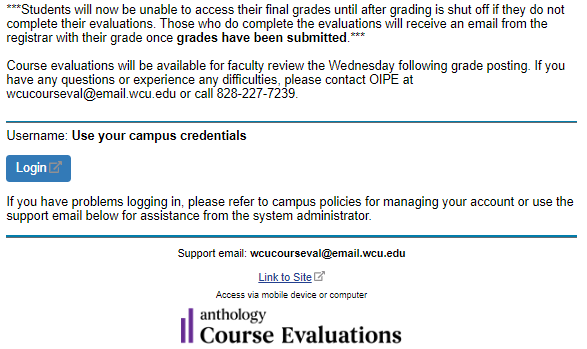 ***Students will now be unable to access their final grades until after grading is shut off if they do not
complete their evaluations. Those who do complete the evaluations will receive an email from the
registrar with their grade once grades have been submitted.***
Course evaluations will be available for faculty review the Wednesday following grade posting. If you
have any questions or experience any difficulties, please contact OIPE at
wcucourseval@email.wcu.edu or call 828-227-7239.
Username: Use your campus credentials
Login
If you have problems logging in, please refer to campus policies for managing your account or use the
support email below for assistance from the system administrator.
Support email: wcucourseval@email.wcu.edu
Link to Site
Access via mobile device or computer
anthology
Course Evaluations